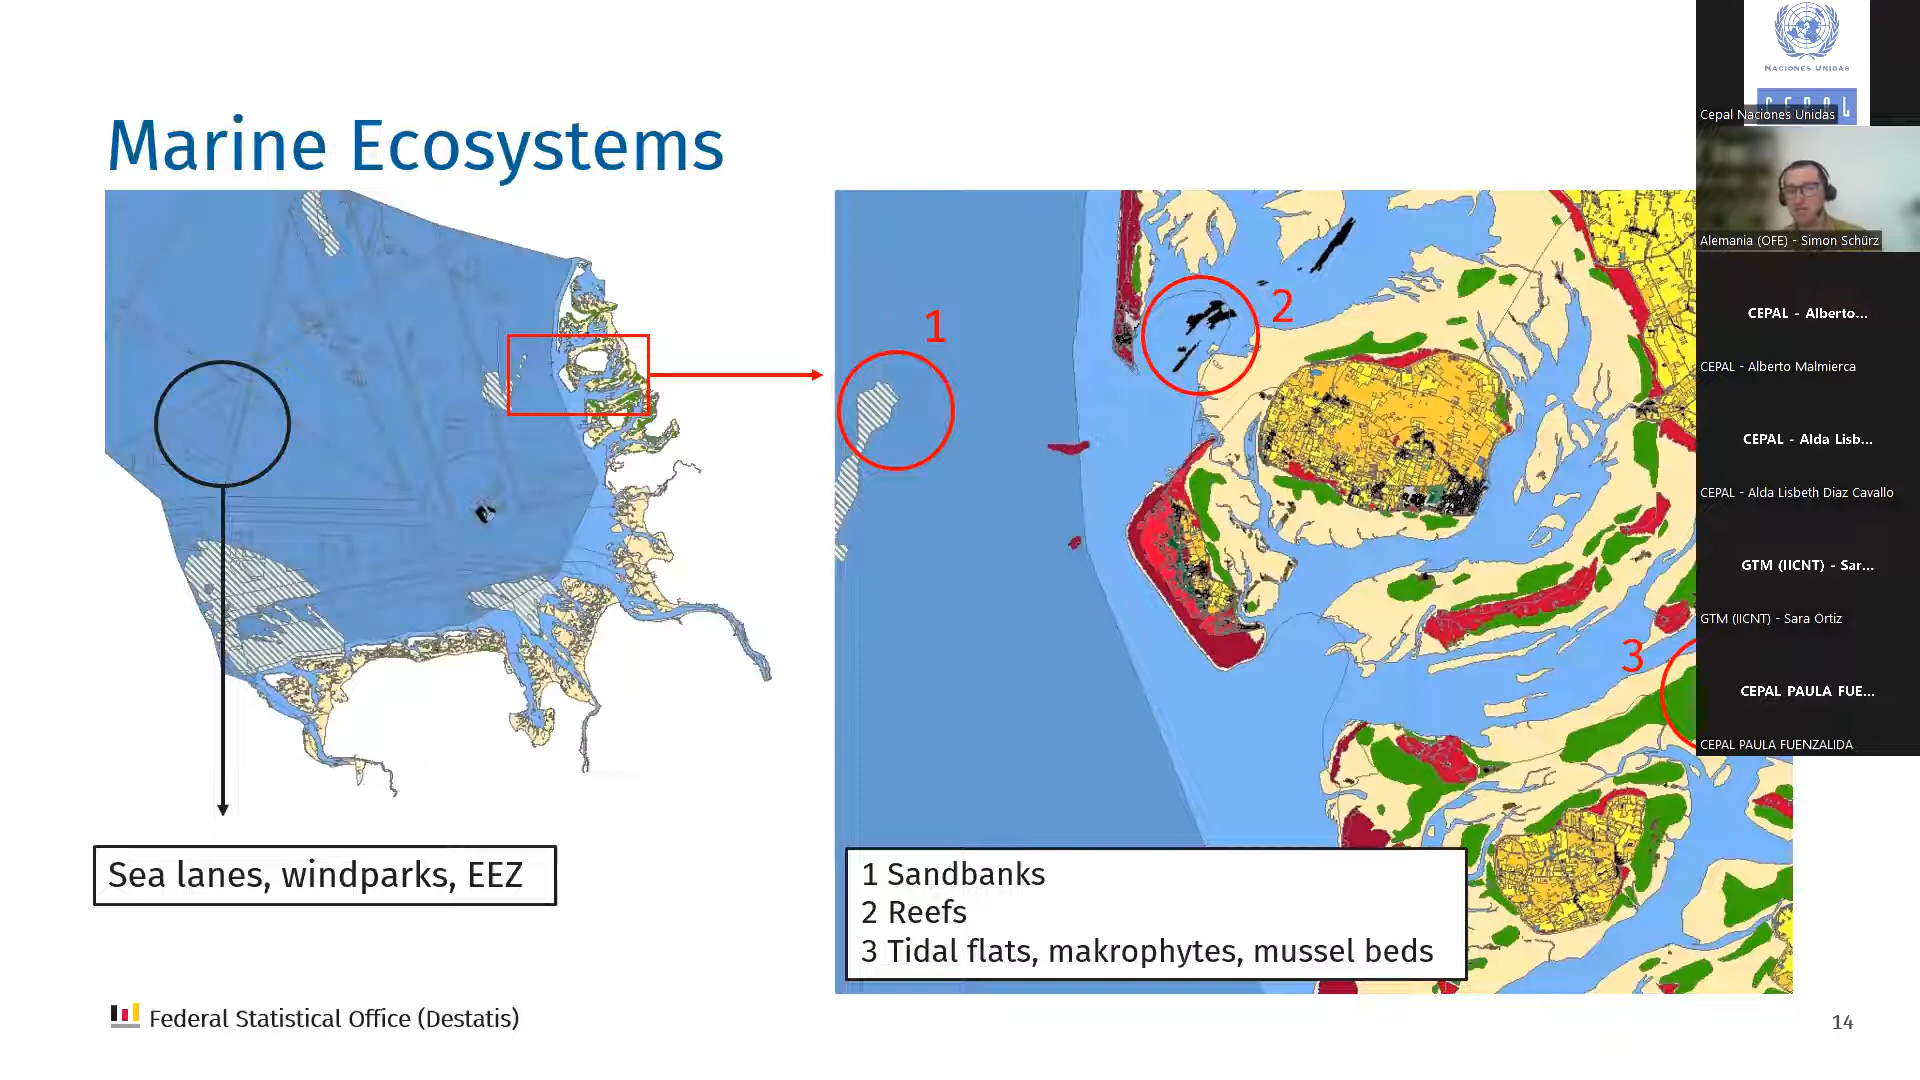 Marine Ecosystems
1
2
3
Sea lanes, windparks, EEZ
1 Sandbanks
2 Reefs
3 Tidal flats, makrophytes, mussel beds
Federal Statistical Office (Destatis)
14
NACIONES UNIDAS
CEPAL
Cepal Naciones Unidas
Alemania (OFE) - Simon Schürz
CEPAL - Alberto...
CEPAL - Alberto Malmierca
CEPAL - Alda Lisb...
CEPAL - Alda Lisbeth Diaz Cavallo
GTM (IICNT) - Sar...
GTM (IICNT) - Sara Ortiz
CEPAL PAULA FUE...
CEPAL PAULA FUENZALIDA